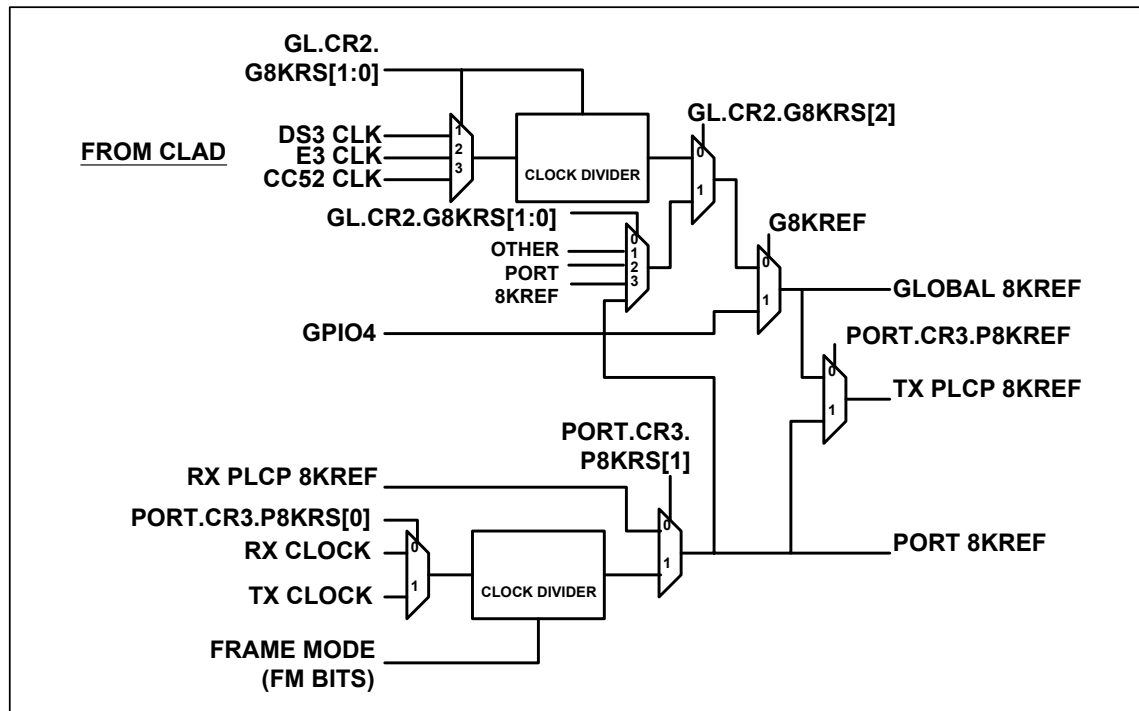 GL.CR2.
G8KRS[1:0]
GL.CR2.G8KRS[2]
DS3 CLK
1
FROM CLAD
E3 CLK
2
0
CC52 CLK
3
CLOCK DIVIDER
1
GL.CR2.G8KRS[1:0]
G8KREF
0
OTHER
1
PORT
2
8KREF
3
0
1
GLOBAL 8KREF
GPIO4
PORT.CR3.P8KREF
0
TX PLCP 8KREF
1
PORT.CR3.
P8KRS[1]
RX PLCP 8KREF
PORT.CR3.P8KRS[0]
0
RX CLOCK
0
PORT 8KREF
1
TX CLOCK
1
CLOCK DIVIDER
FRAME MODE
(FM BITS)